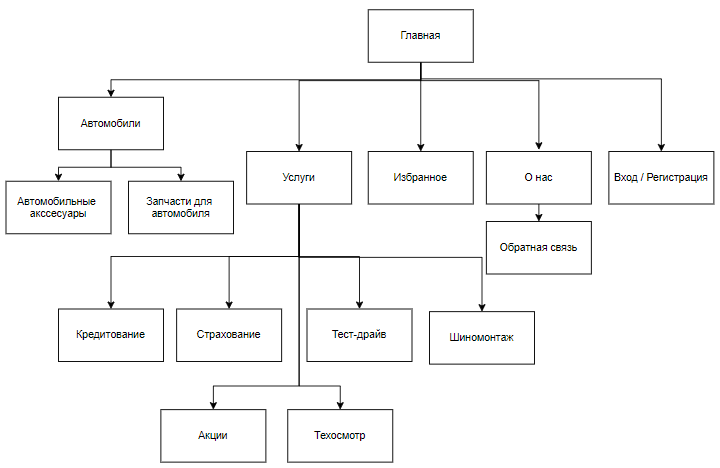 Главная
Автомобили
Услуги
Избранное
О нас
Вход / Регистрация
Автомобильные
акссесуары
Запчасти для
автомобиля
Обратная связь
Кредитование
Страхование
Тест-драйв
Шиномонтаж
Акции
Техосмотр